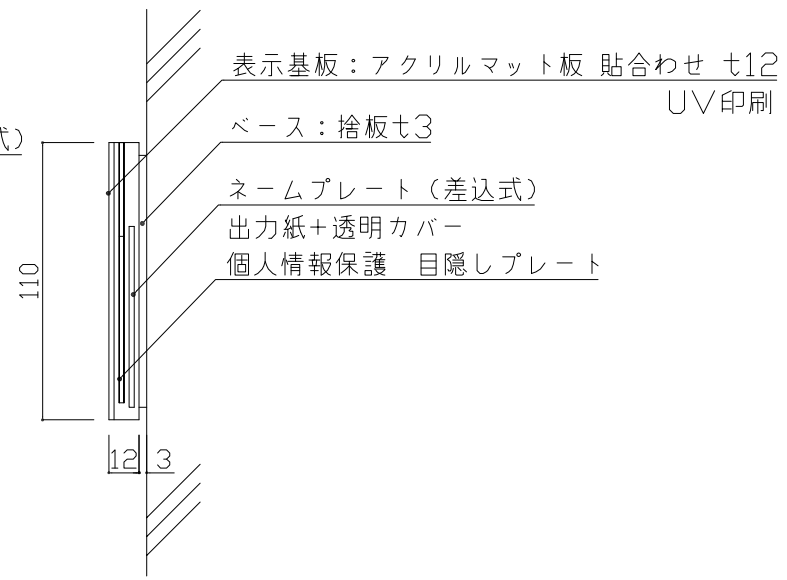 表示基板：アクリルマット板 貼合わせ t12
UV印刷
式）
ベース：捨板t3
ネームプレート（差込式）
出力紙＋透明カバー
個人情報保護　目隠しプレート
110
12 3